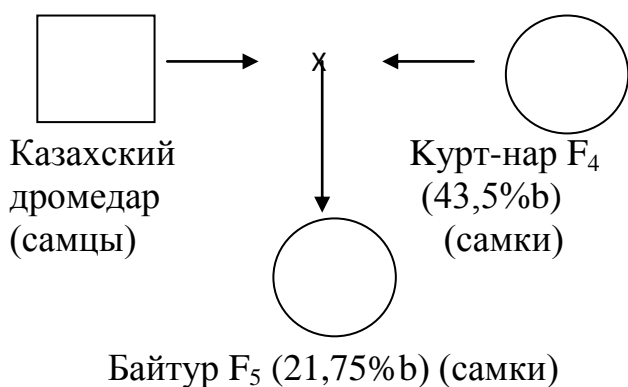 X
Казахский
дромедар
(самцы)
Курт-нар F₄
(43,5%b)
(самки)
Байтур F₅ (21,75%b) (самки)